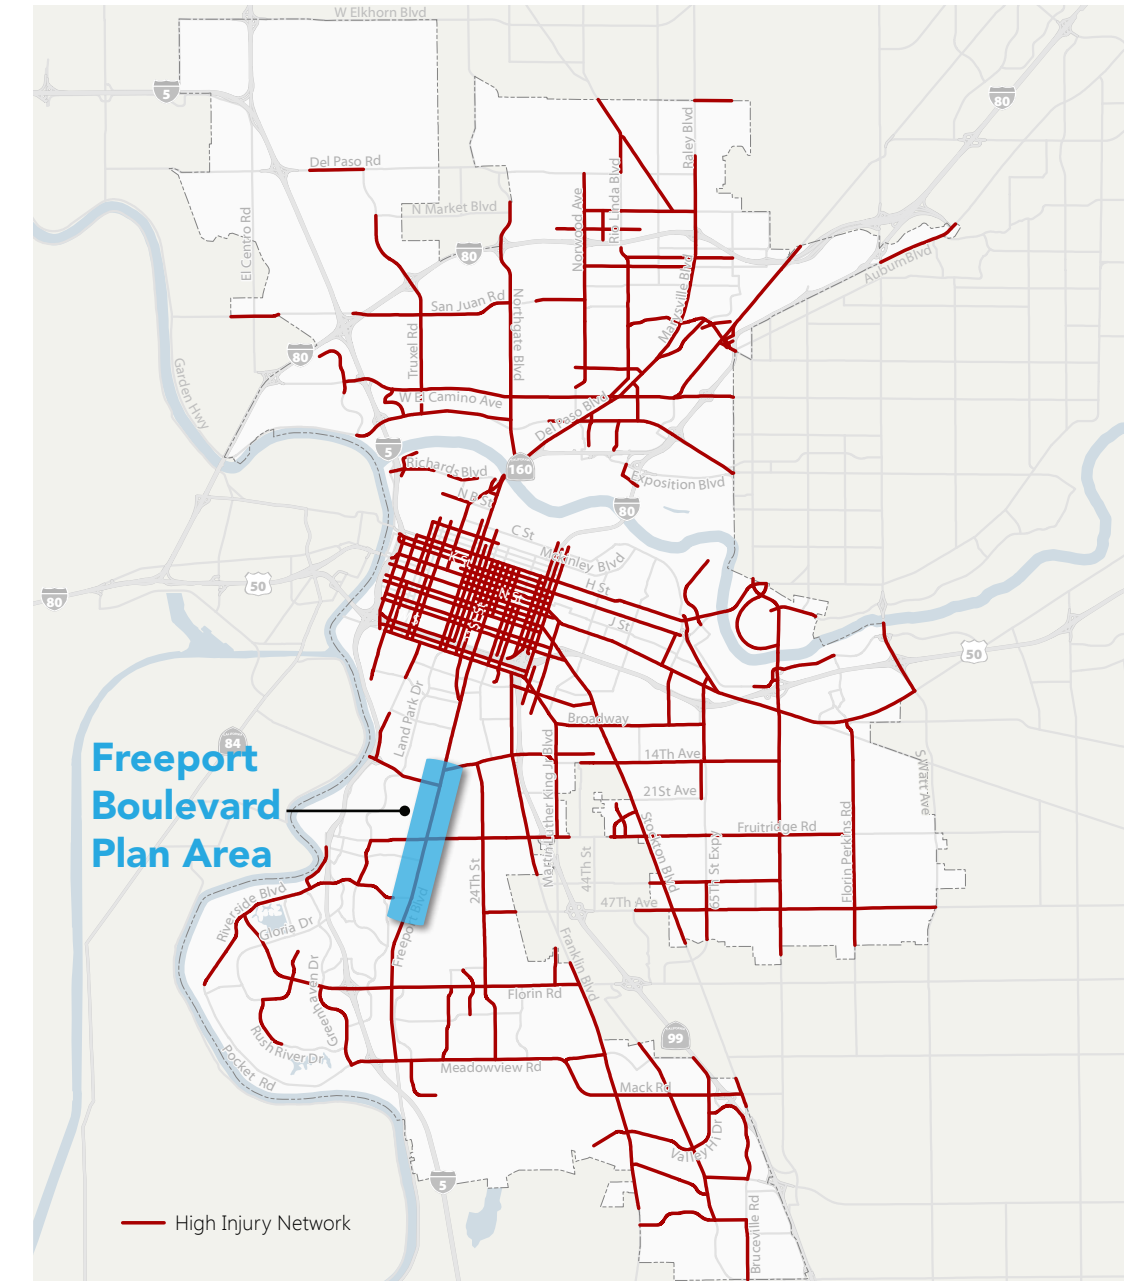 W Elkhorn Blvd
5
80
Del Paso Rd
Raley Blvd
Rio Linda Blvd
Norwood Ave
N Market Blvd
El Centro Rd
80
Auburn Blvd
Marysville Blvd
San Juan Rd
Northgate Blvd
Truxel Rd
80
Garden Hwy
W El Camino Ave
Del Paso Blvd
5
Richards Blvd
160
Exposition Blvd
N B St
80
C St
McKinley Blvd
K St
H St
N St
J St
50
80
50
Land Park Dr
Broadway
84
14Th Ave
Martin Luther King Jr Blvd
S Watt Ave
Freeport
Boulevard
Plan Area
21St Ave
Fruitridge Rd
Stockton Blvd
65Th St Expy
Florin Perkins Rd
24Th St
44Th St
47Th Ave
Riverside Blvd
Gloria Dr
Freeport Blvd
Franklin Blvd
Greenhaven Dr
Florin Rd
Rush River Dr
99
Pocket Rd
Meadowview Rd
Mack Rd
Valley Hi Dr
5
Bruceville Rd
High Injury Network